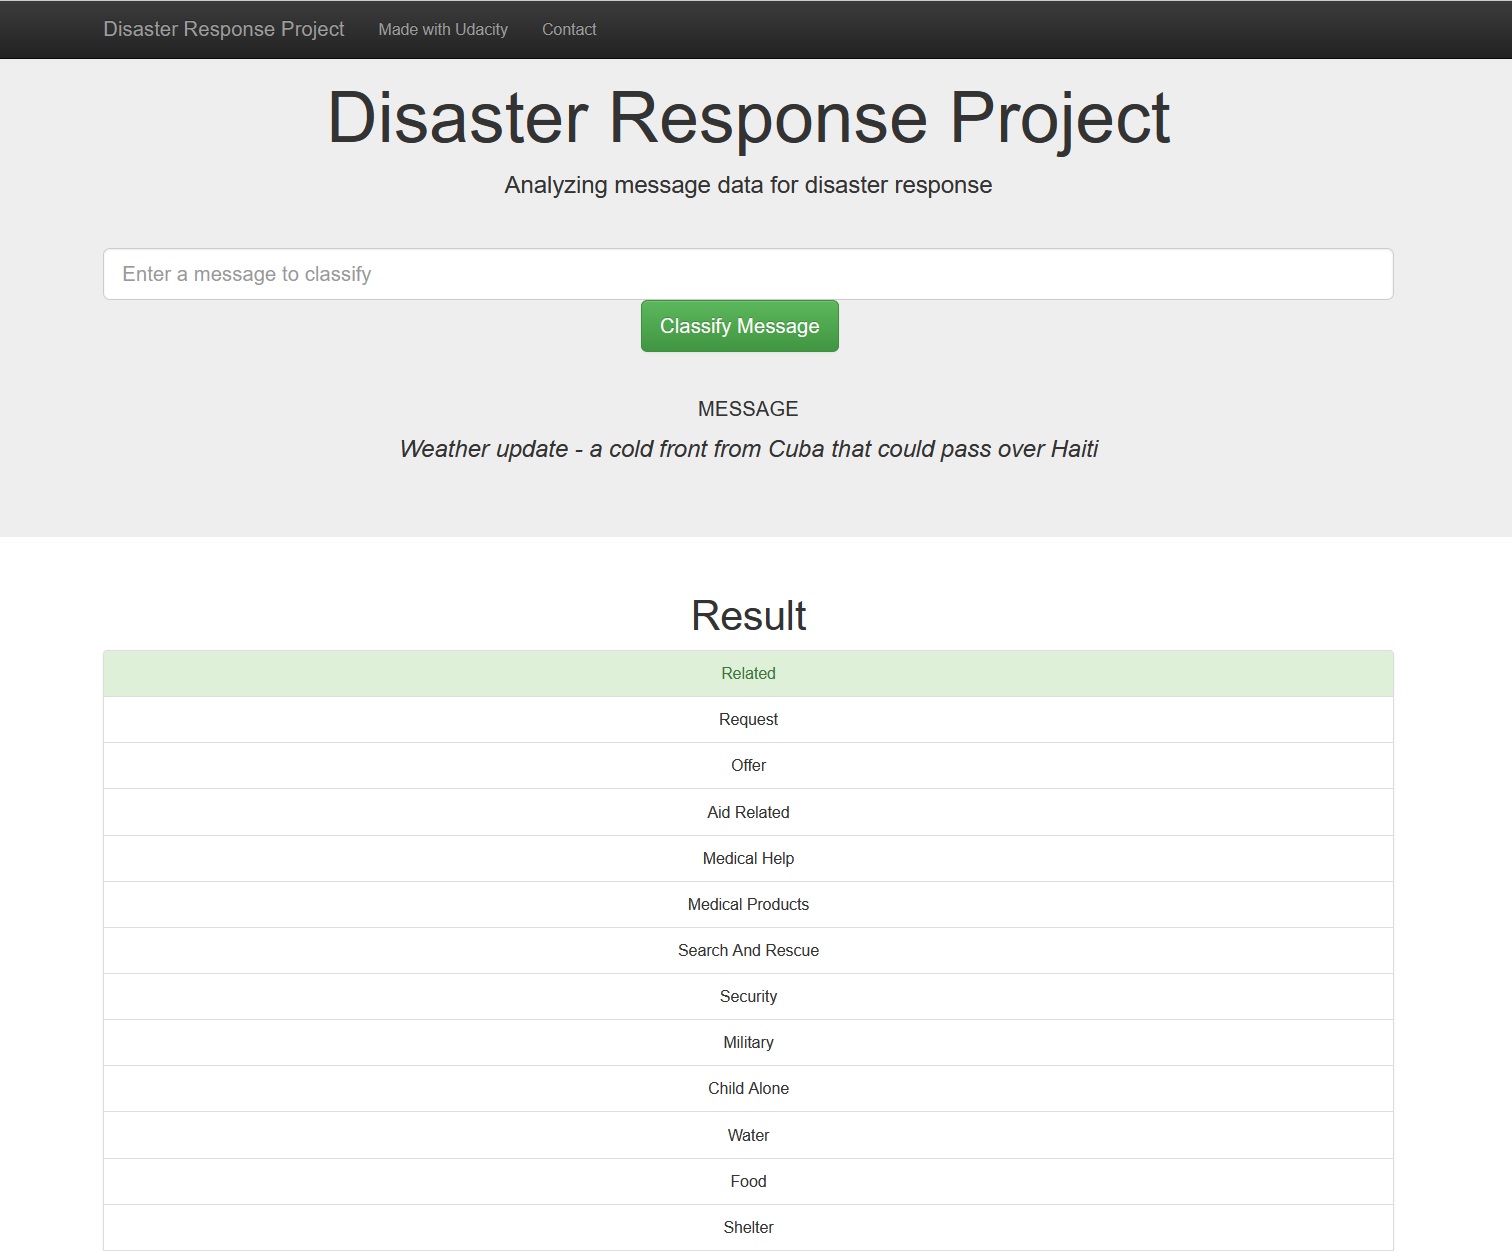 Disaster Response Project Made with Udacity Contact
Disaster Response Project
Analyzing message data for disaster response
Enter a message to classify
Classify Message
MESSAGE
Weather update - a cold front from Cuba that could pass over Haiti
Result
Related
Request
Offer
Aid Related
Medical Help
Medical Products
Search And Rescue
Security
Military
Child Alone
Water
Food
Shelter